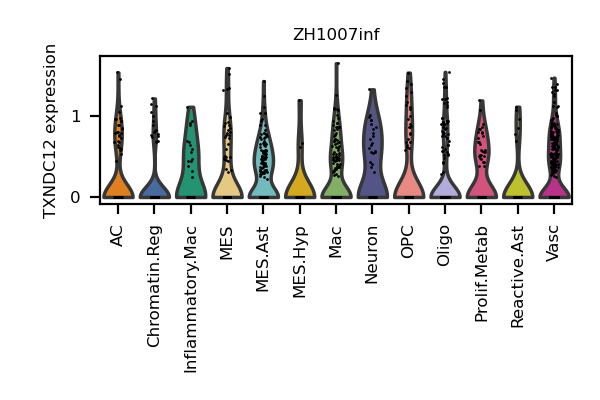 ZH1007inf
TXNDC12 expression
1
0
AC
Chromatin.Reg
Inflammatory.Mac
MES
MES.Ast
MES.Hyp
Mac
Neuron
OPC
Oligo
Prolif.Metab
Reactive.Ast
Vasc